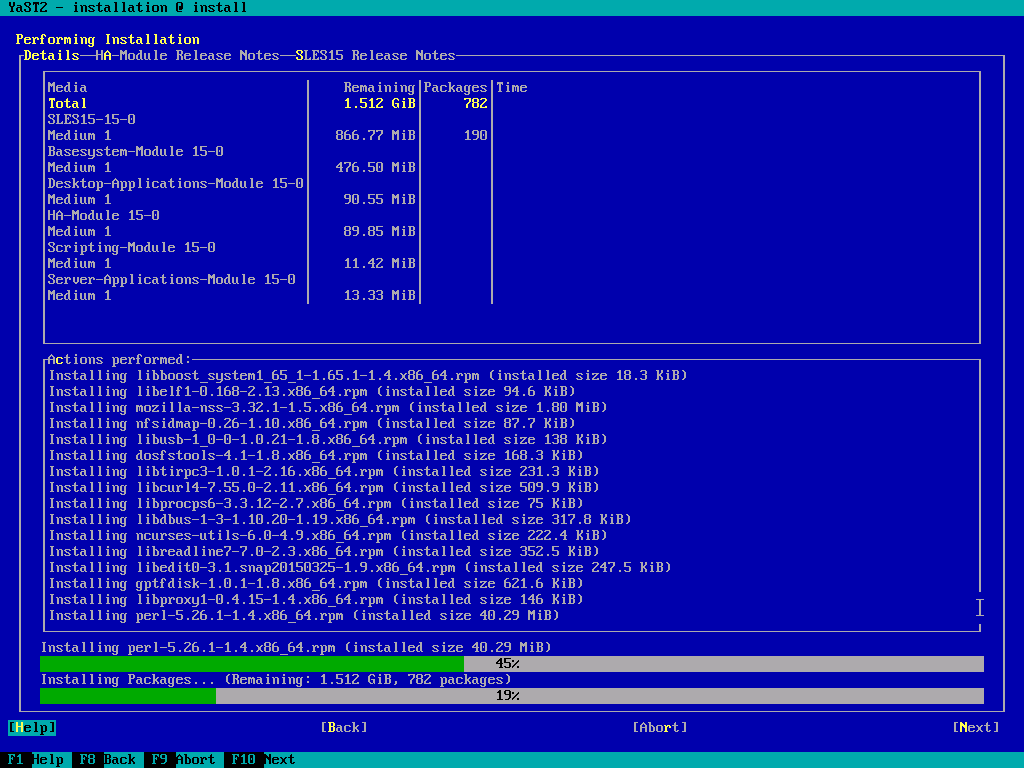 YaST2 - installation @ install
Performing Installation
Details HA-Module Release Notes SLES15 Release Notes
Media Remaining Packages Time
Total 1.512 GiB 782
SLES15-15-0
Medium 1 866.77 MiB 190
Basesystem-Module 15-0
Medium 1 476.50 MiB
Desktop-Applications-Module 15-0
Medium 1 90.55 MiB
HA-Module 15-0
Medium 1 89.85 MiB
Scripting-Module 15-0
Medium 1 11.42 MiB
Server-Applications-Module 15-0
Medium 1 13.33 MiB
Actions performed:
Installing libboost_system1_65_1-1.65.1-1.4.x86_64.rpm (installed size 18.3 KiB)
Installing libelf1-0.168-2.13.x86_64.rpm (installed size 94.6 KiB)
Installing mozilla-nss-3.32.1-1.5.x86_64.rpm (installed size 1.80 MiB)
Installing nfsidmap-0.26-1.10.x86_64.rpm (installed size 87.7 KiB)
Installing libusb-1_0-0-1.0.21-1.8.x86_64.rpm (installed size 138 KiB)
Installing dosfstools-4.1-1.8.x86_64.rpm (installed size 168.3 KiB)
Installing libtirpc3-1.0.1-2.16.x86_64.rpm (installed size 231.3 KiB)
Installing libcurl4-7.55.0-2.11.x86_64.rpm (installed size 509.9 KiB)
Installing libprocps6-3.3.12-2.7.x86_64.rpm (installed size 75 KiB)
Installing libdbus-1-3-1.10.20-1.19.x86_64.rpm (installed size 317.8 KiB)
Installing ncurses-utils-6.0-4.9.x86_64.rpm (installed size 222.4 KiB)
Installing libreadline7-7.0-2.3.x86_64.rpm (installed size 352.5 KiB)
Installing libedit0-3.1.snap20150325-1.9.x86_64.rpm (installed size 247.5 KiB)
Installing gptfdisk-1.0.1-1.8.x86_64.rpm (installed size 621.6 KiB)
Installing libproxy1-0.4.15-1.4.x86_64.rpm (installed size 146 KiB)
Installing perl-5.26.1-1.4.x86_64.rpm (installed size 40.29 MiB)
Installing perl-5.26.1-1.4.x86_64.rpm (installed size 40.29 MiB)
45%
Installing Packages... (Remaining: 1.512 GiB, 782 packages)
19%
[Help] [Back] [Abort] [Next]
F1 Help F8 Back F9 Abort F10 Next